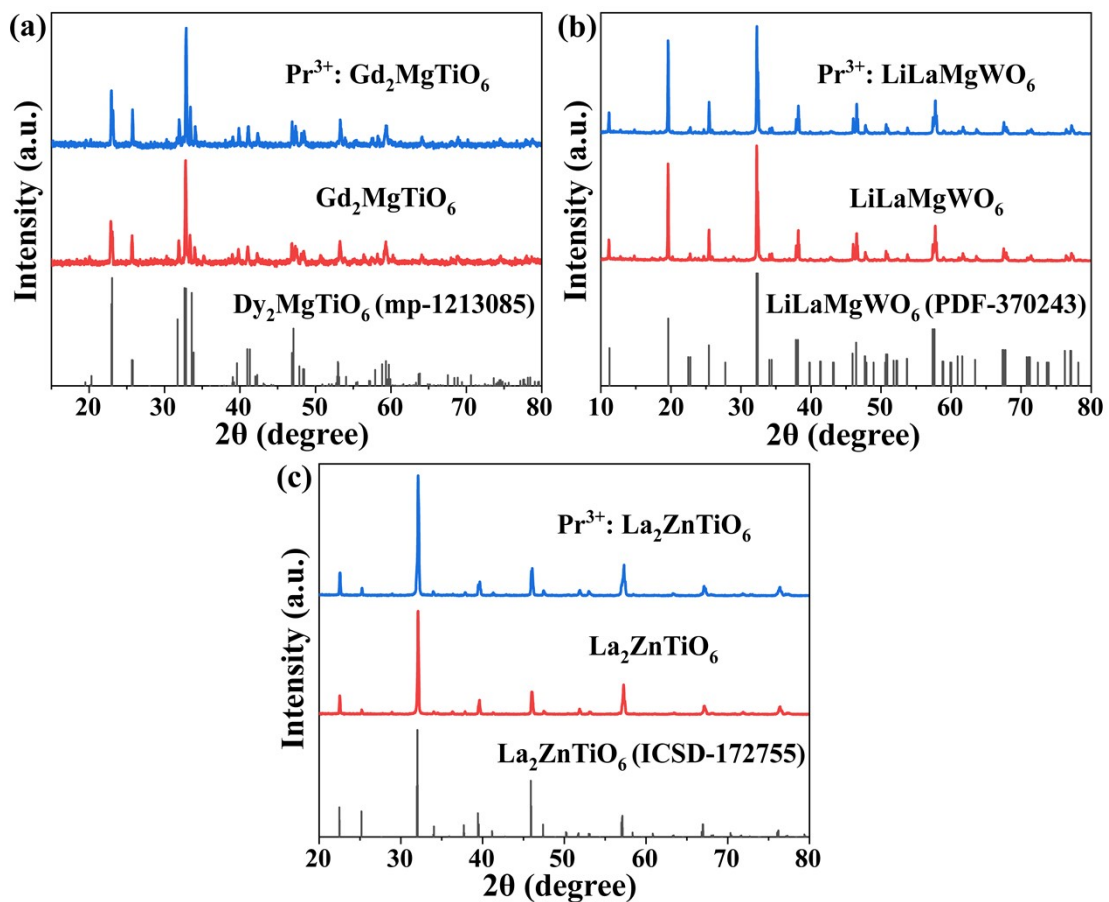 (a)
Intensity (a.u.)
Pr³⁺: Gd₂MgTiO₆
Gd₂MgTiO₆
Dy₂MgTiO₆ (mp-1213085)
20 30 40 50 60 70 80
2θ (degree)
(b)
Intensity (a.u.)
Pr³⁺: LiLaMgWO₆
LiLaMgWO₆
LiLaMgWO₆ (PDF-370243)
10 20 30 40 50 60 70 80
2θ (degree)
(c)
Intensity (a.u.)
Pr³⁺: La₂ZnTiO₆
La₂ZnTiO₆
La₂ZnTiO₆ (ICSD-172755)
20 30 40 50 60 70 80
2θ (degree)